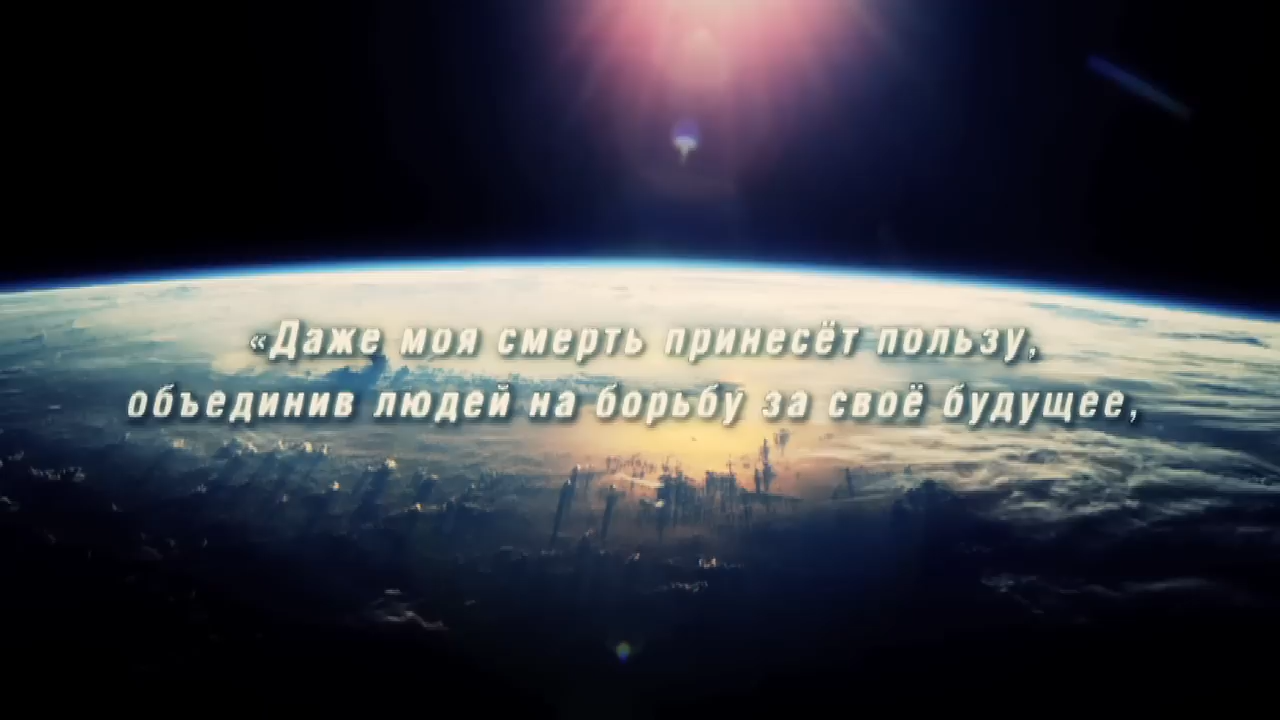 «Даже моя смерть принесёт пользу,
объединив людей на борьбу за своё будущее,